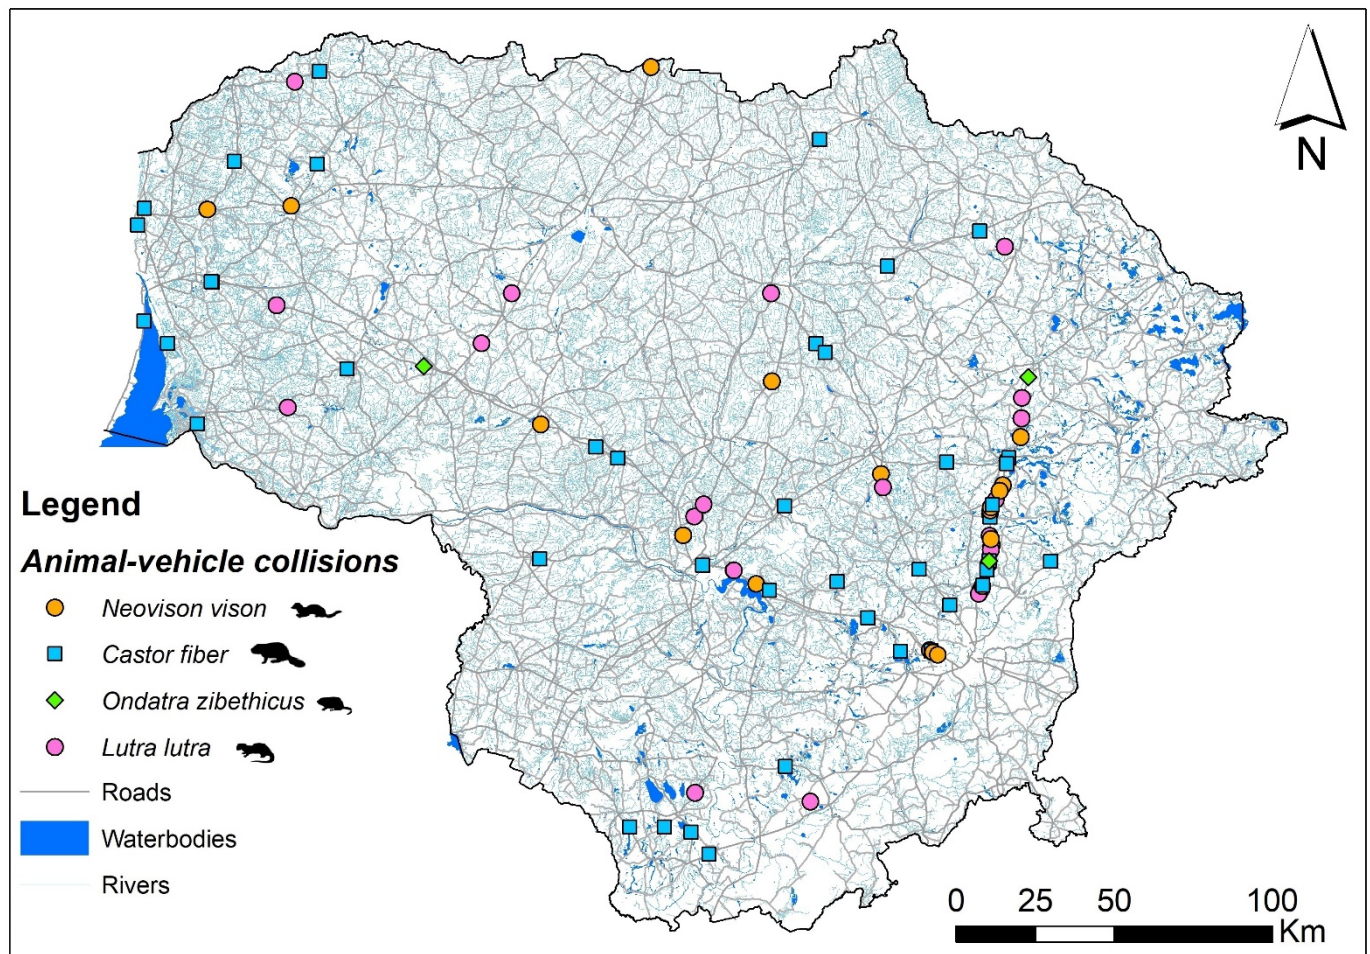 N
Legend
Animal-vehicle collisions
Neovison vison
Castor fiber
Ondatra zibethicus
Lutra lutra
Roads
Waterbodies
Rivers
0 25 50 100
Km